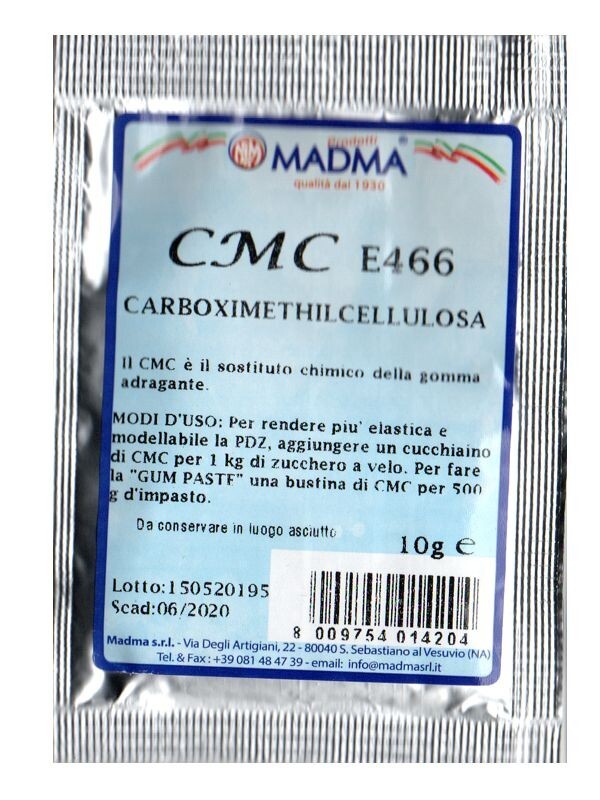 Prodotti
MADMA®
qualità dal 1930
CMC E466
CARBOXIMETHILCELLULOSA
Il CMC è il sostituto chimico della gomma
adragante.
MODI D'USO: Per rendere piu' elastica e
modellabile la PDZ, aggiungere un cucchiaino
di CMC per 1 kg di zucchero a velo. Per fare
la "GUM PASTE" una bustina di CMC per 500
g d'impasto.
Da conservare in luogo asciutto
10g e
Lotto:150520195
Scad:06/2020
8 009754 014204
Madma s.r.l. - Via Degli Artigiani, 22 - 80040 S. Sebastiano al Vesuvio (NA)
Tel. & Fax : +39 081 48 47 39 - email: info@madmasrl.it